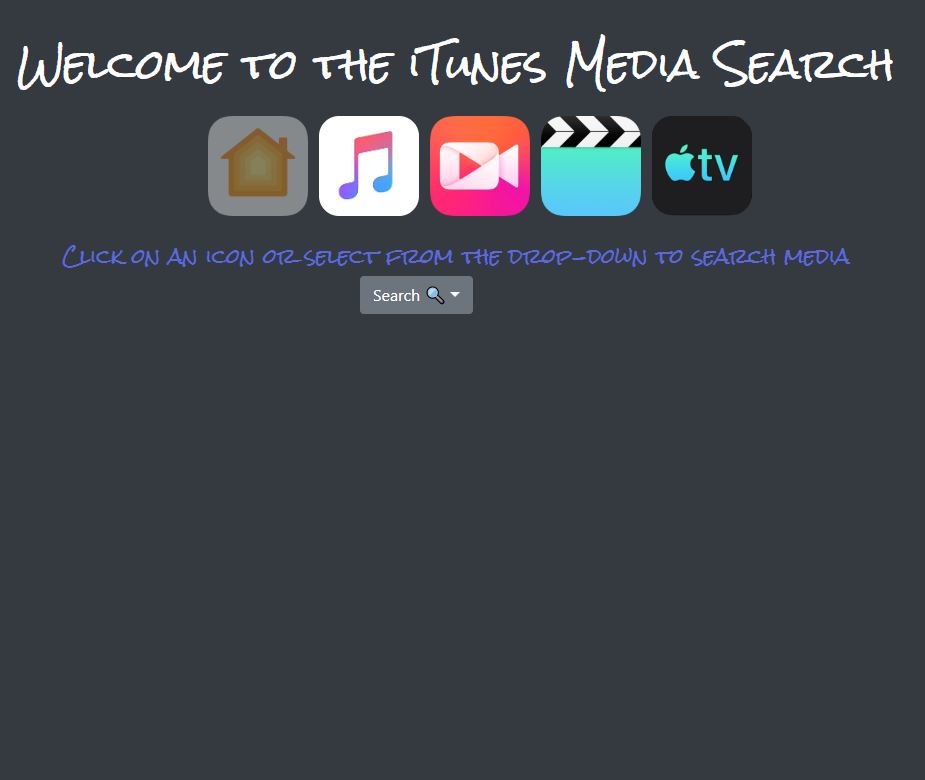 Welcome to the iTunes Media Search
tv
Click on an icon or select from the drop-down to search media
Search